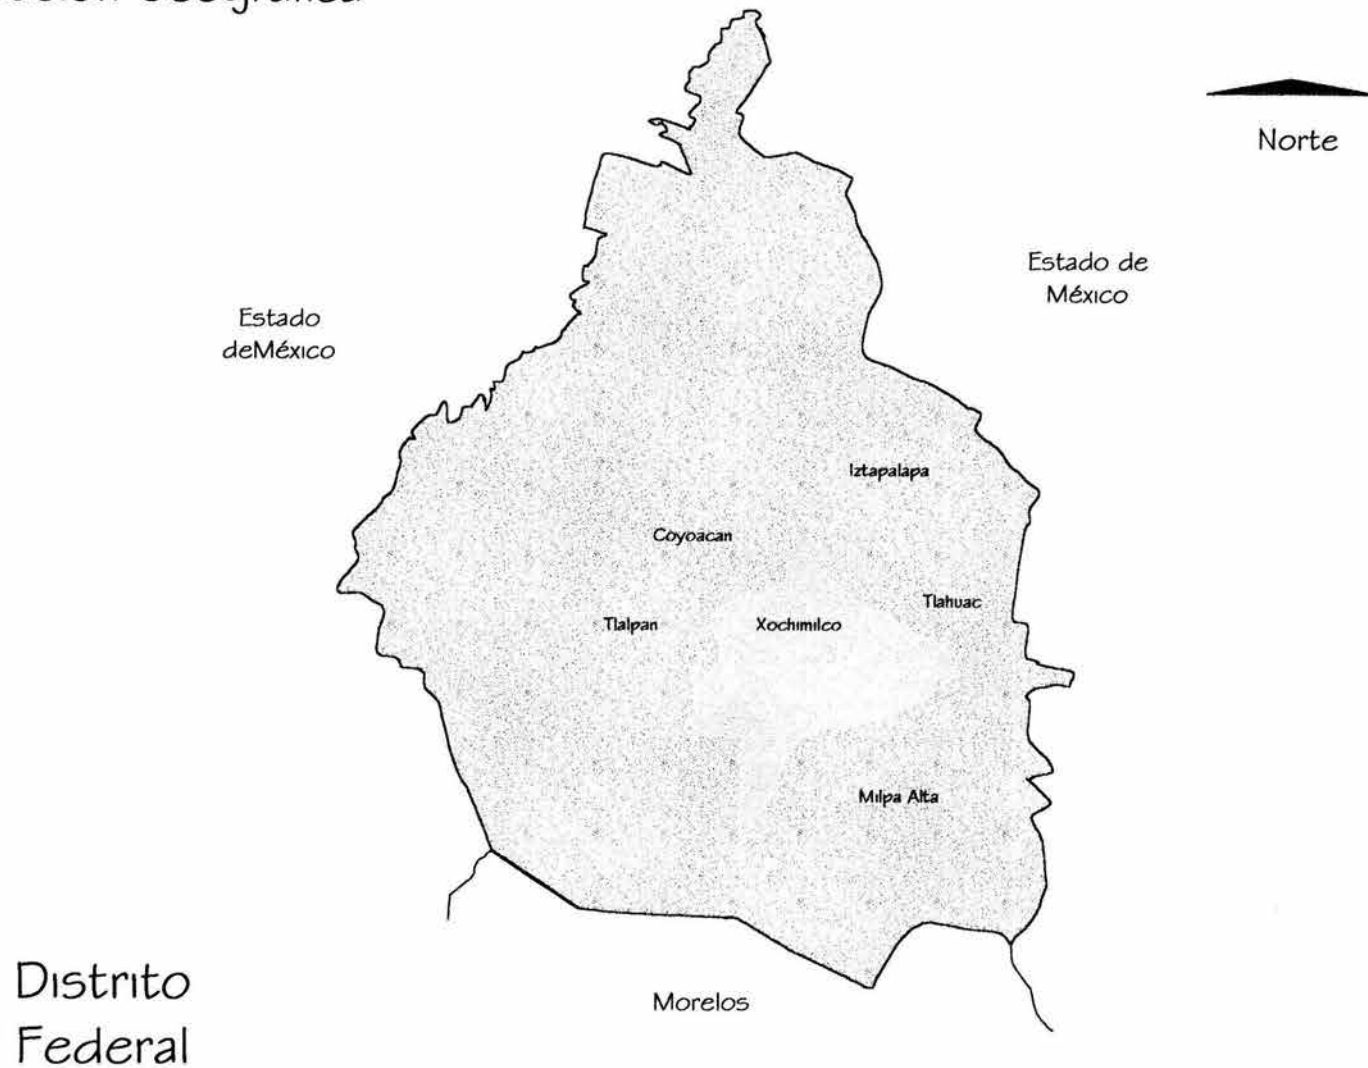 Norte
Estado de
México
Estado
deMéxico
Iztapalapa
Coyoacan
Tlahuac
Tlalpan
Xochimilco
Milpa Alta
Morelos
Distrito
Federal